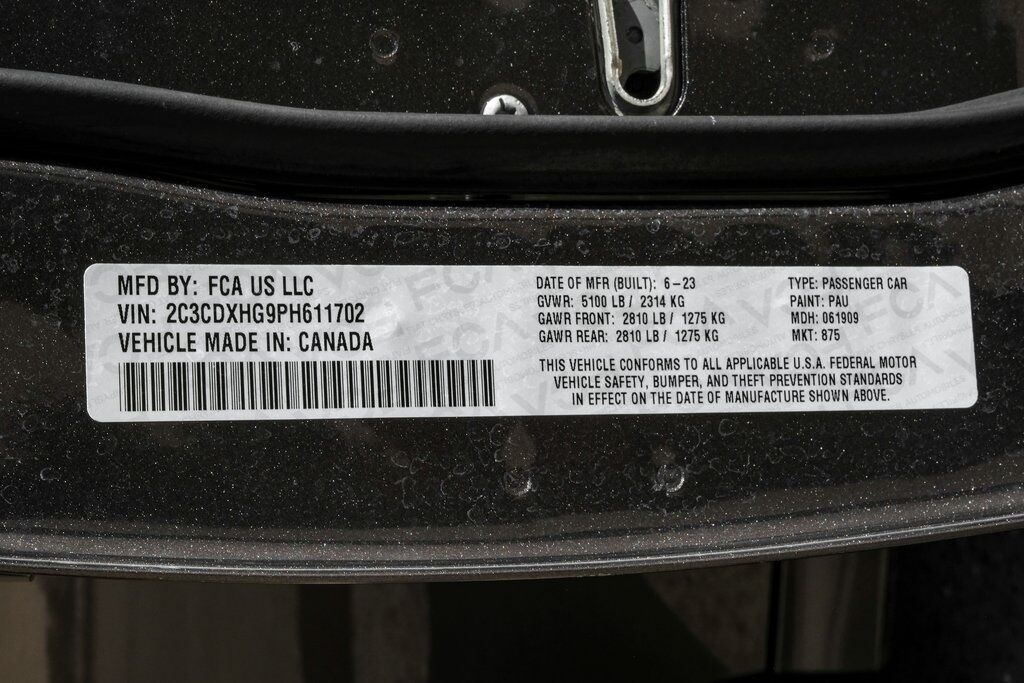 MFD BY: FCA US LLC
VIN: 2C3CDXHG9PH611702
VEHICLE MADE IN: CANADA
DATE OF MFR (BUILT): 6-23
GVWR: 5100 LB / 2314 KG
GAWR FRONT: 2810 LB / 1275 KG
GAWR REAR: 2810 LB / 1275 KG
TYPE: PASSENGER CAR
PAINT: PAU
MDH: 061909
MKT: 875
THIS VEHICLE CONFORMS TO ALL APPLICABLE U.S.A. FEDERAL MOTOR
VEHICLE SAFETY, BUMPER, AND THEFT PREVENTION STANDARDS
IN EFFECT ON THE DATE OF MANUFACTURE SHOWN ABOVE.